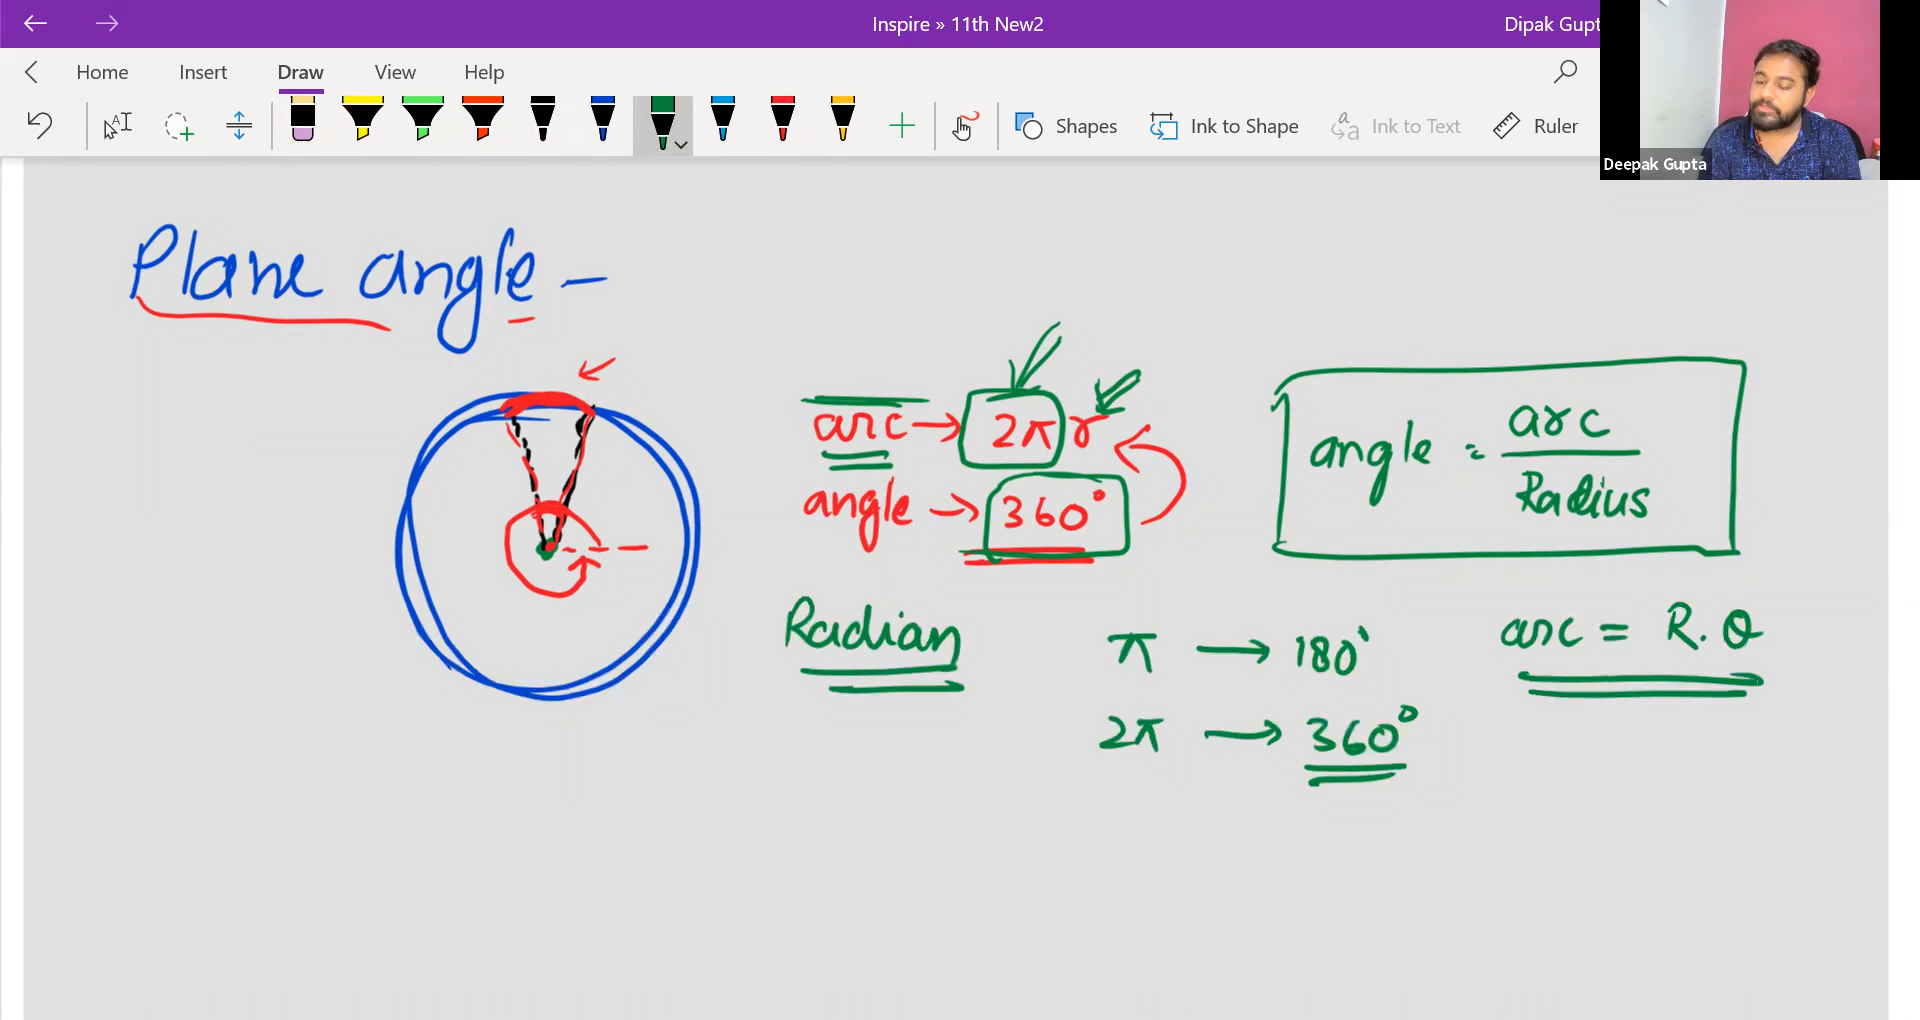 Inspire » 11th New2
Dipak Gupt
Home Insert Draw View Help
Shapes Ink to Shape Ink to Text Ruler
Deepak Gupta
Plane angle –
arc → 2π r
angle → 360°
angle = arc / Radius
Radian
π → 180°
arc = R. θ
2π → 360°